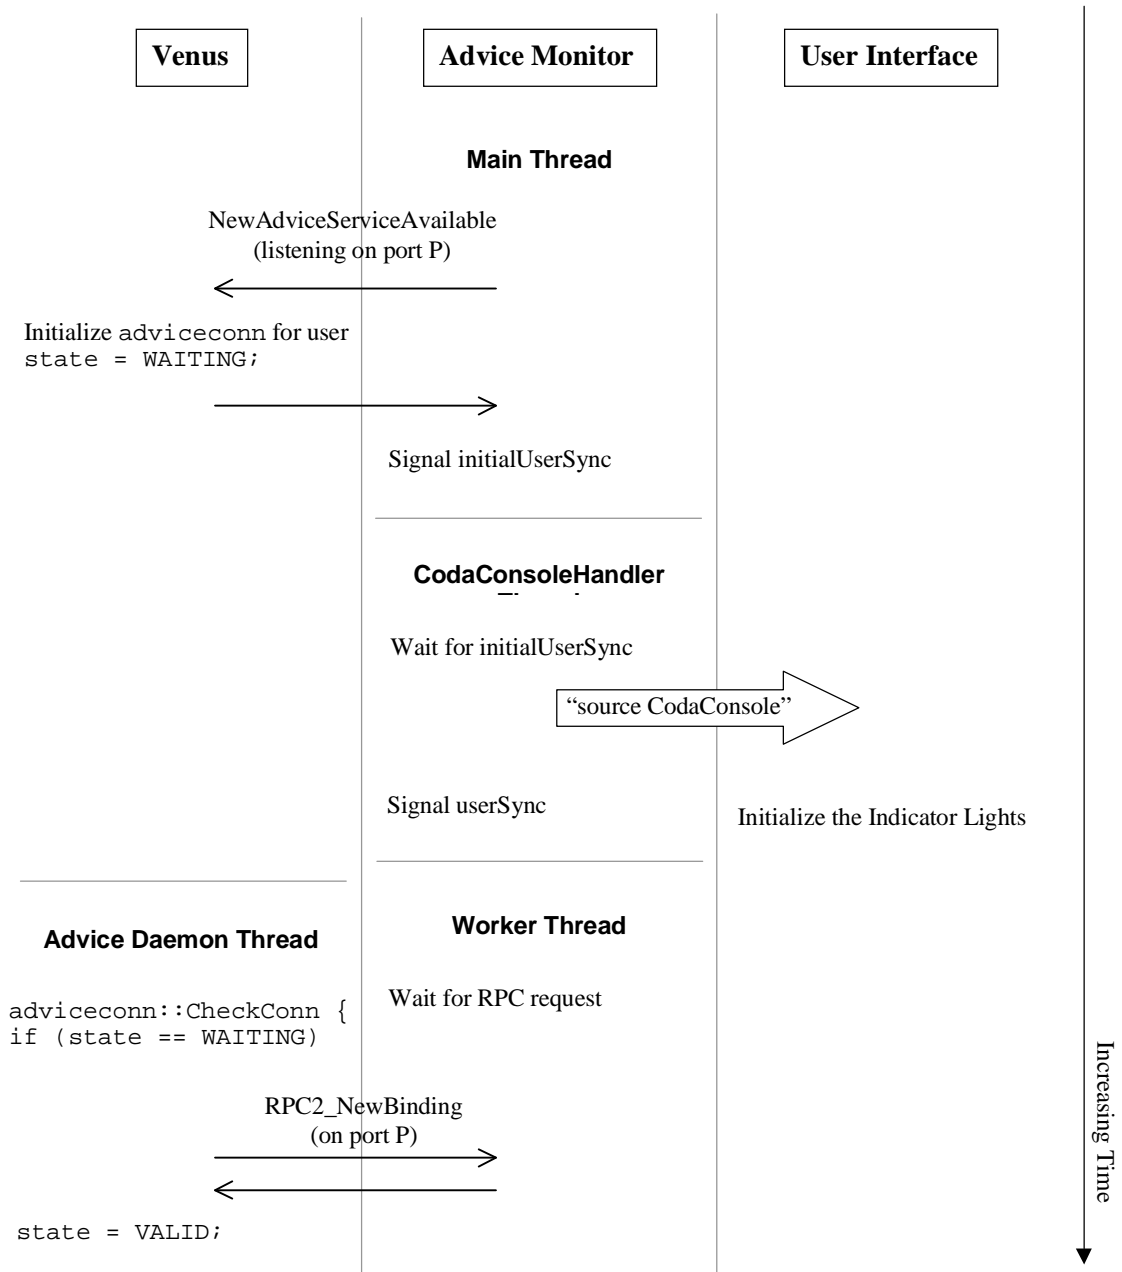 Venus
Advice Monitor
User Interface
Main Thread
NewAdviceServiceAvailable
(listening on port P)
Initialize adviceconn for user
state = WAITING;
Signal initialUserSync
CodaConsoleHandler
Wait for initialUserSync
“source CodaConsole”
Signal userSync
Initialize the Indicator Lights
Advice Daemon Thread
Worker Thread
Wait for RPC request
adviceconn::CheckConn {
if (state == WAITING)
RPC2_NewBinding
(on port P)
state = VALID;
Increasing Time